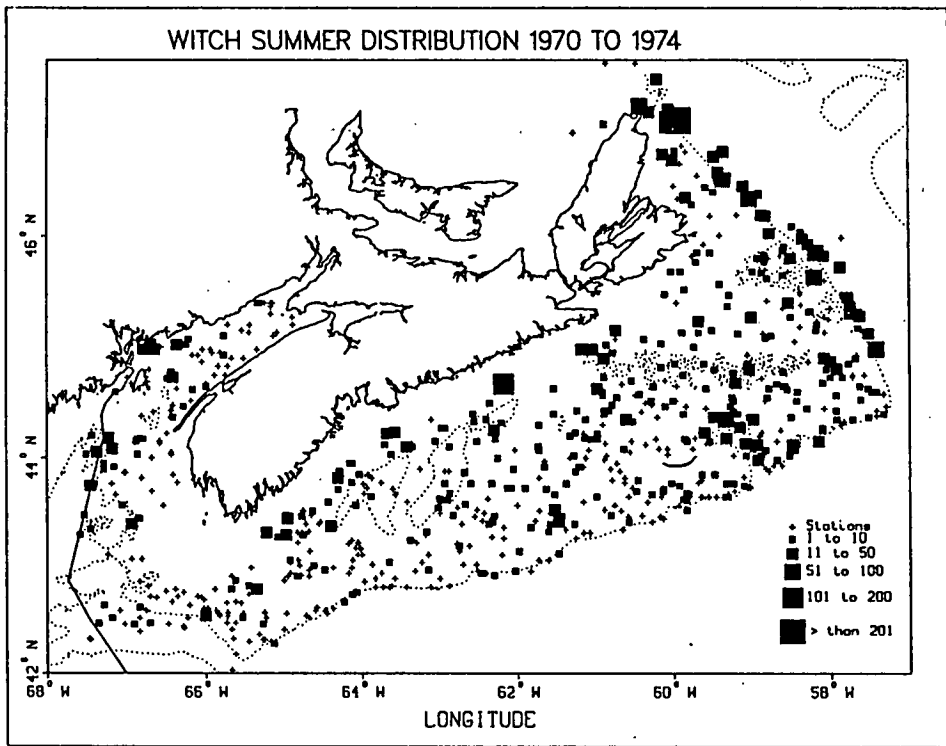 WITCH SUMMER DISTRIBUTION 1970 TO 1974
46° N
44° N
42° N
Stations
1 to 10
11 to 50
51 to 100
101 to 200
> than 201
68° W
66° W
64° W
62° W
60° W
58° W
LONGITUDE